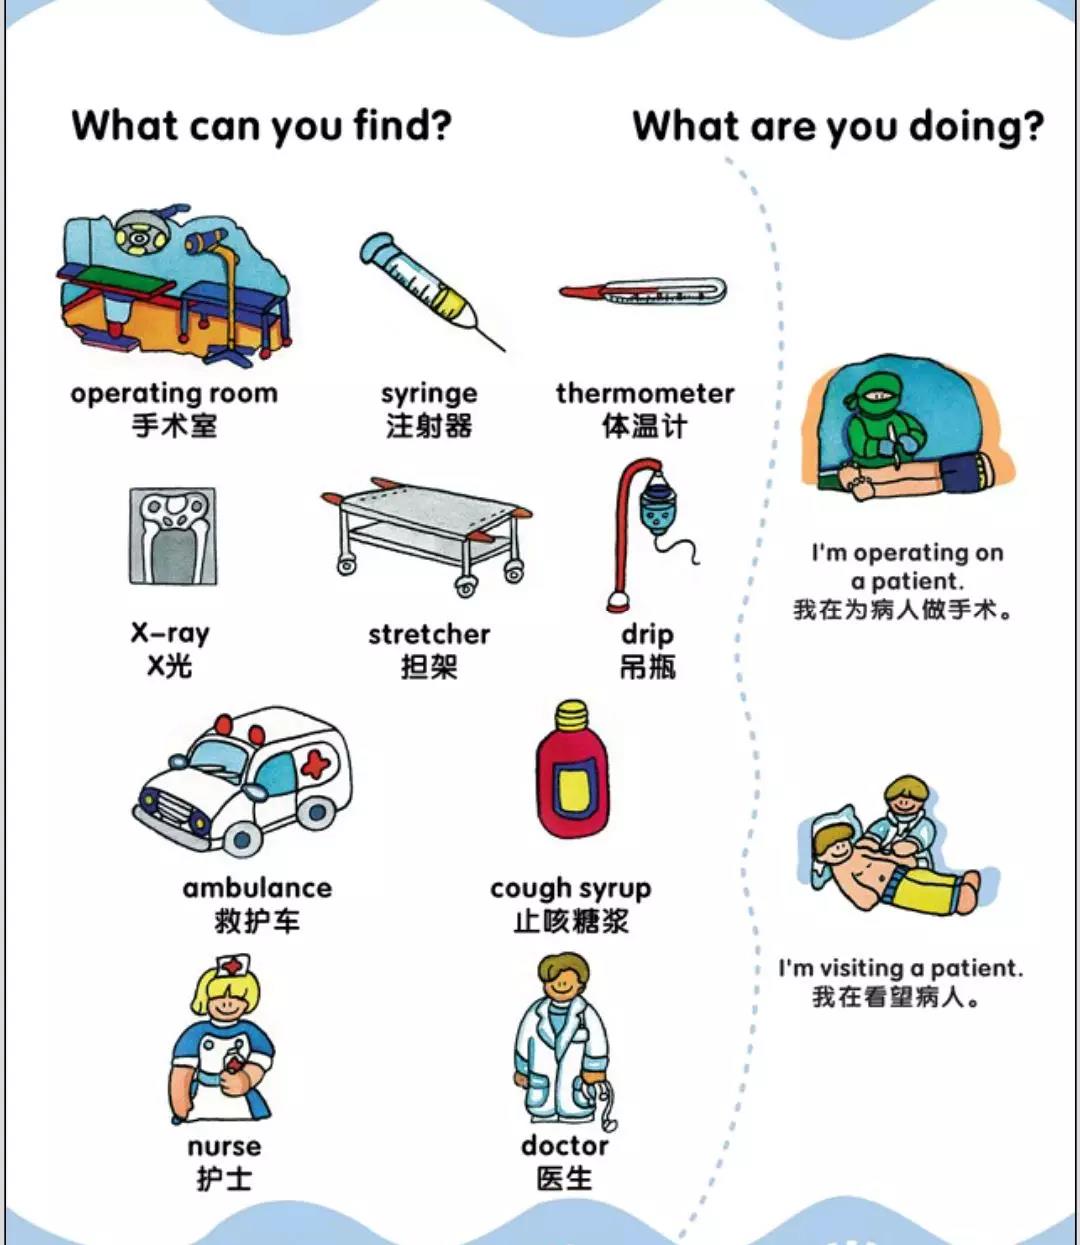 What can you find?
What are you doing?
operating room
手术室
syringe
注射器
thermometer
体温计
X-ray
X光
stretcher
担架
drip
吊瓶
ambulance
救护车
cough syrup
止咳糖浆
nurse
护士
doctor
医生
I'm operating on
a patient.
我在为病人做手术。
I'm visiting a patient.
我在看望病人。